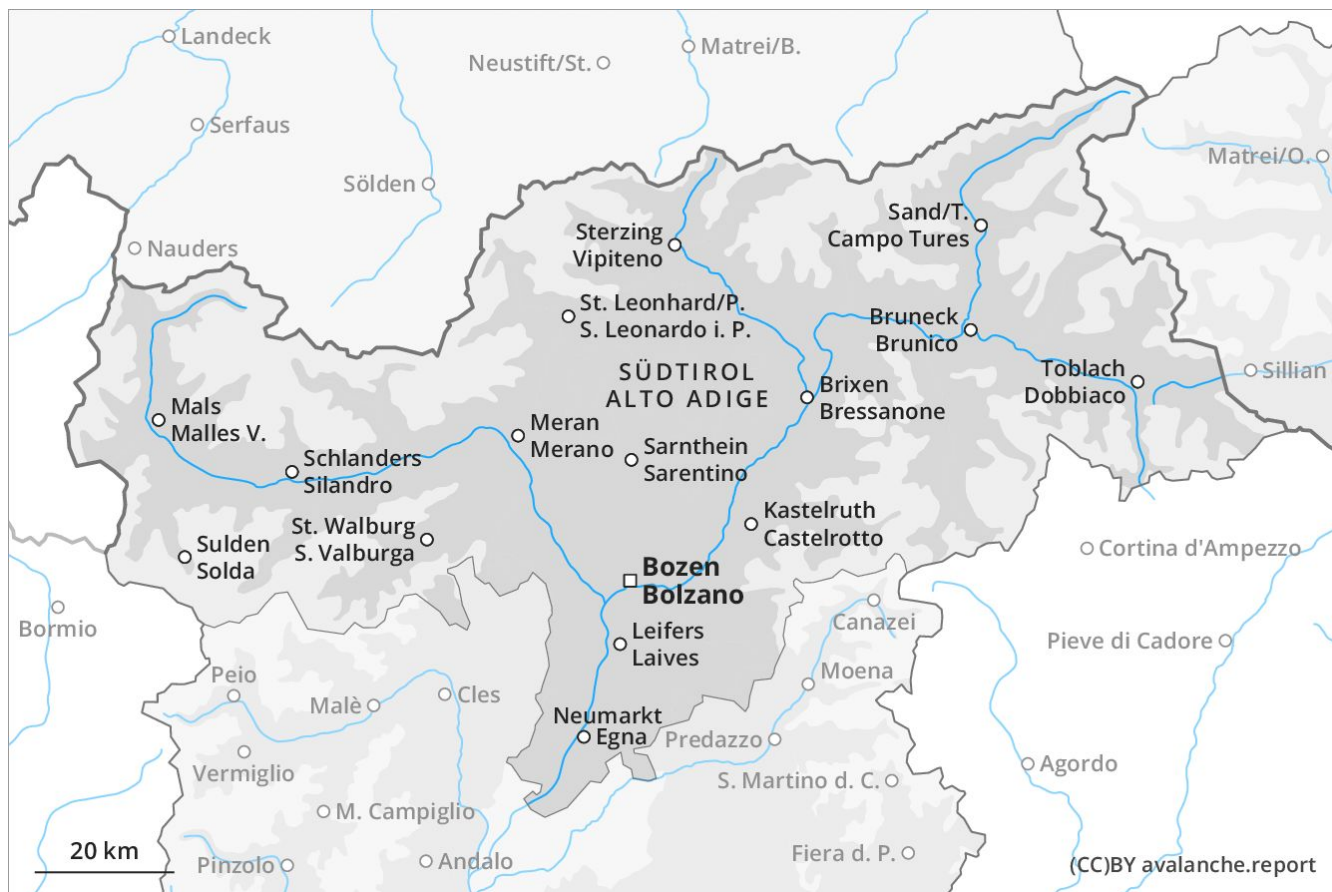 Landeck
Matrei/B.
Neustift/St.
Serfaus
Matrei/O.
Sölden
Sand/T.
Campo Tures
Sterzing
Vipiteno
Nauders
St. Leonhard/P.
S. Leonardo i. P.
Bruneck
Brunico
SÜDTIROL
ALTO ADIGE
Toblach
Dobbiaco
Sillian
Brixen
Bressanone
Mals
Malles V.
Meran
Merano
Sarnthein
Sarentino
Schlanders
Silandro
Kastelruth
Castelrotto
St. Walburg
S. Valburga
Sulden
Solda
Cortina d'Ampezzo
Bozen
Bolzano
Bormio
Canazei
Leifers
Laives
Pieve di Cadore
Peio
Moena
Malè
Cles
Neumarkt
Egna
Predazzo
Vermiglio
Agordo
S. Martino d. C.
M. Campiglio
20 km
Pinzolo
Andalo
Fiera d. P.
(CC)BY avalanche.report